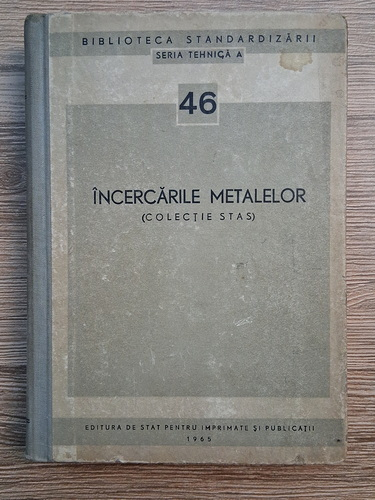 BIBLIOTECA STANDARDIZĂRII
SERIA TEHNICĂ A
46
ÎNCERCĂRILE METALELOR
(COLECȚIE STAS)
EDITURA DE STAT PENTRU IMPRIMATE ȘI PUBLICAȚII
1965